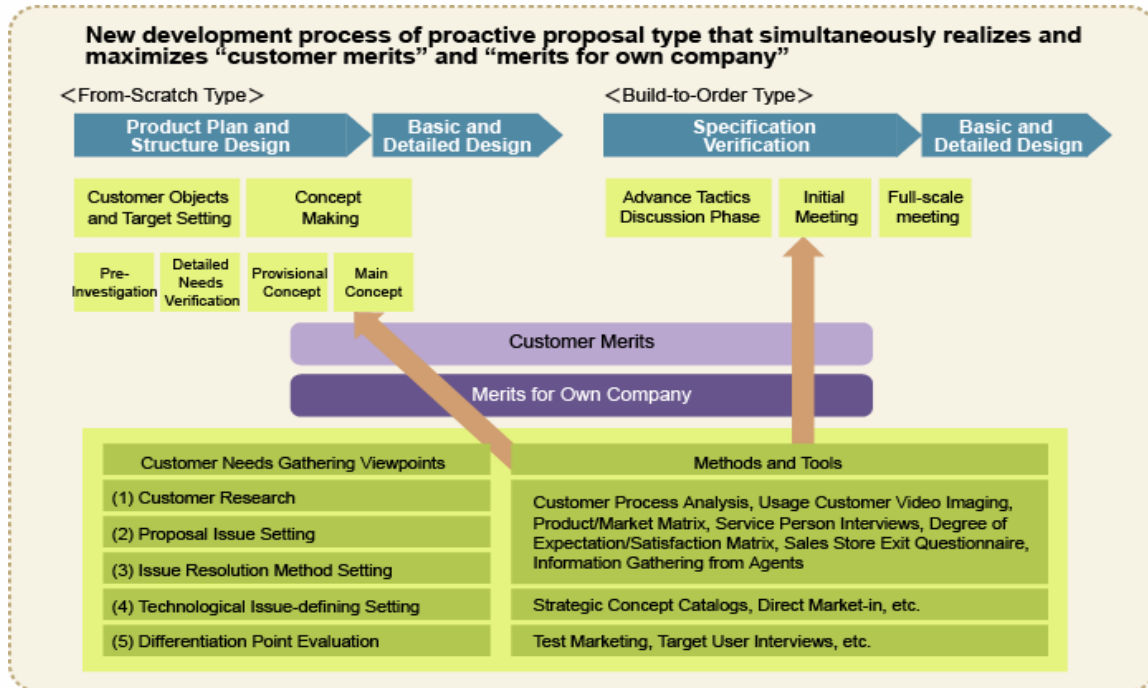 New development process of proactive proposal type that simultaneously realizes and
maximizes “customer merits” and “merits for own company”
＜From-Scratch Type＞
Product Plan and
Structure Design
Basic and
Detailed Design
Customer Objects
and Target Setting
Concept
Making
Pre-
Investigation
Detailed
Needs
Verification
Provisional
Concept
Main
Concept
＜Build-to-Order Type＞
Specification
Verification
Basic and
Detailed Design
Advance Tactics
Discussion Phase
Initial
Meeting
Full-scale
meeting
Customer Merits
Merits for Own Company
Customer Needs Gathering Viewpoints
(1) Customer Research
(2) Proposal Issue Setting
(3) Issue Resolution Method Setting
(4) Technological Issue-defining Setting
(5) Differentiation Point Evaluation
Methods and Tools
Customer Process Analysis, Usage Customer Video Imaging,
Product/Market Matrix, Service Person Interviews, Degree of
Expectation/Satisfaction Matrix, Sales Store Exit Questionnaire,
Information Gathering from Agents
Strategic Concept Catalogs, Direct Market-in, etc.
Test Marketing, Target User Interviews, etc.